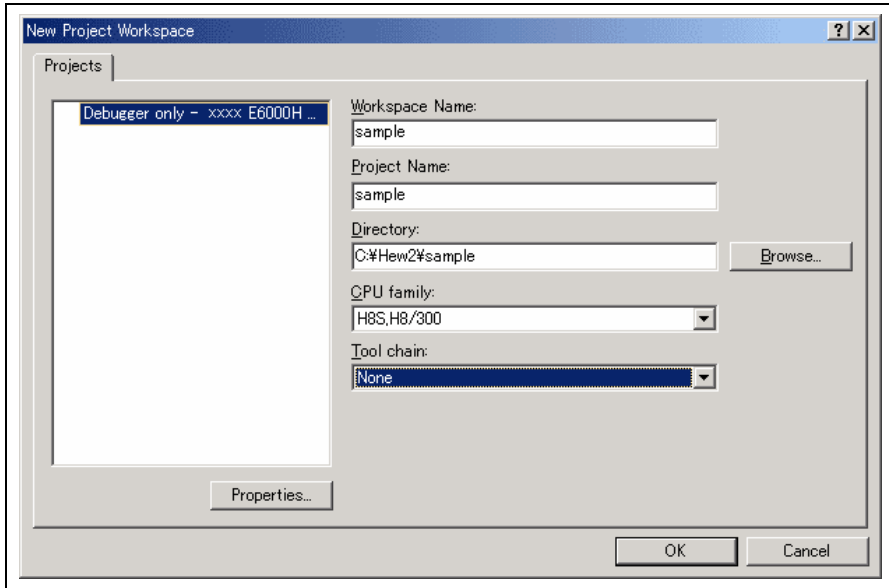 New Project Workspace
Projects
Debugger only - xxxx E6000H ...
Workspace Name:
sample
Project Name:
sample
Directory:
C:¥Hew2¥sample
Browse...
CPU family:
H8S,H8/300
Tool chain:
None
Properties...
OK
Cancel